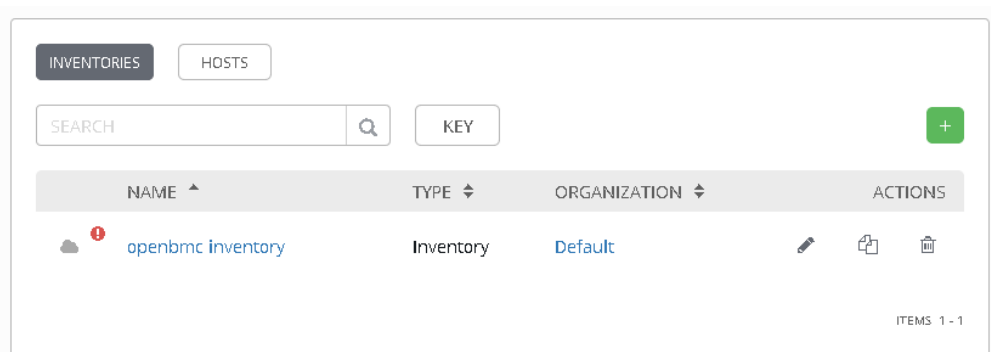 INVENTORIES HOSTS
SEARCH KEY +
NAME TYPE ORGANIZATION ACTIONS
openbmc inventory Inventory Default
ITEMS 1 - 1